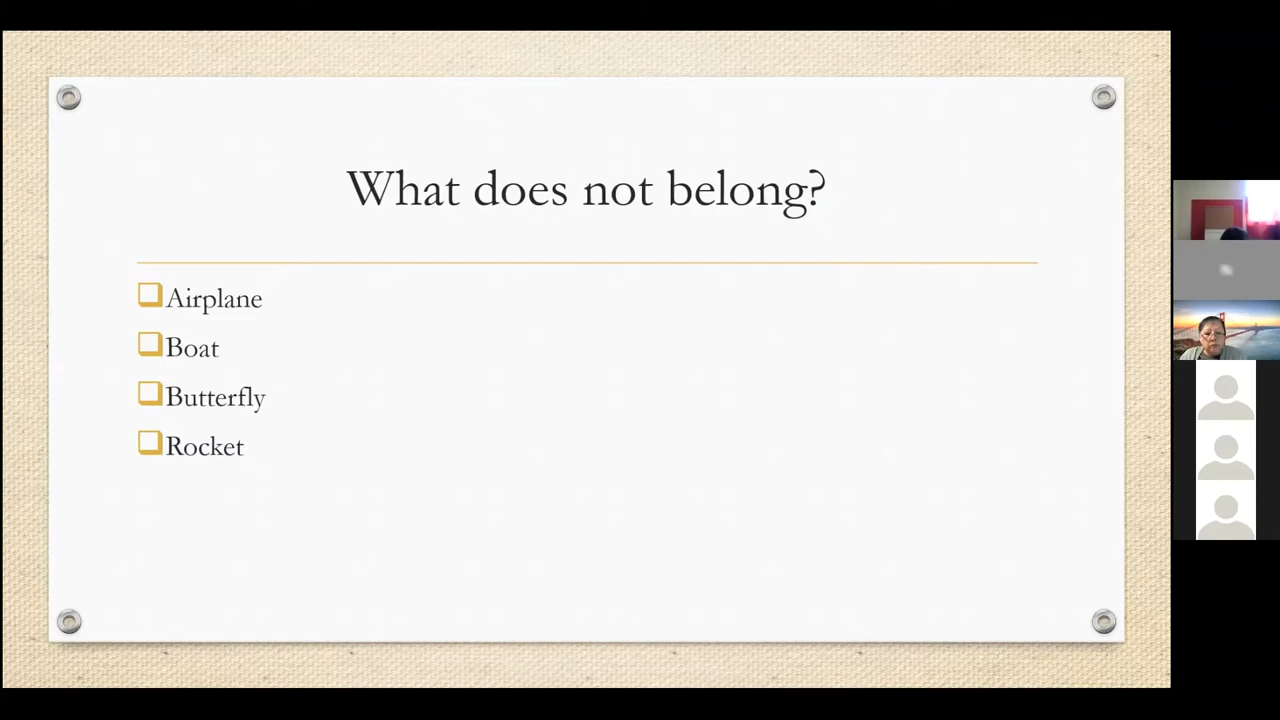 What does not belong?
Airplane
Boat
Butterfly
Rocket